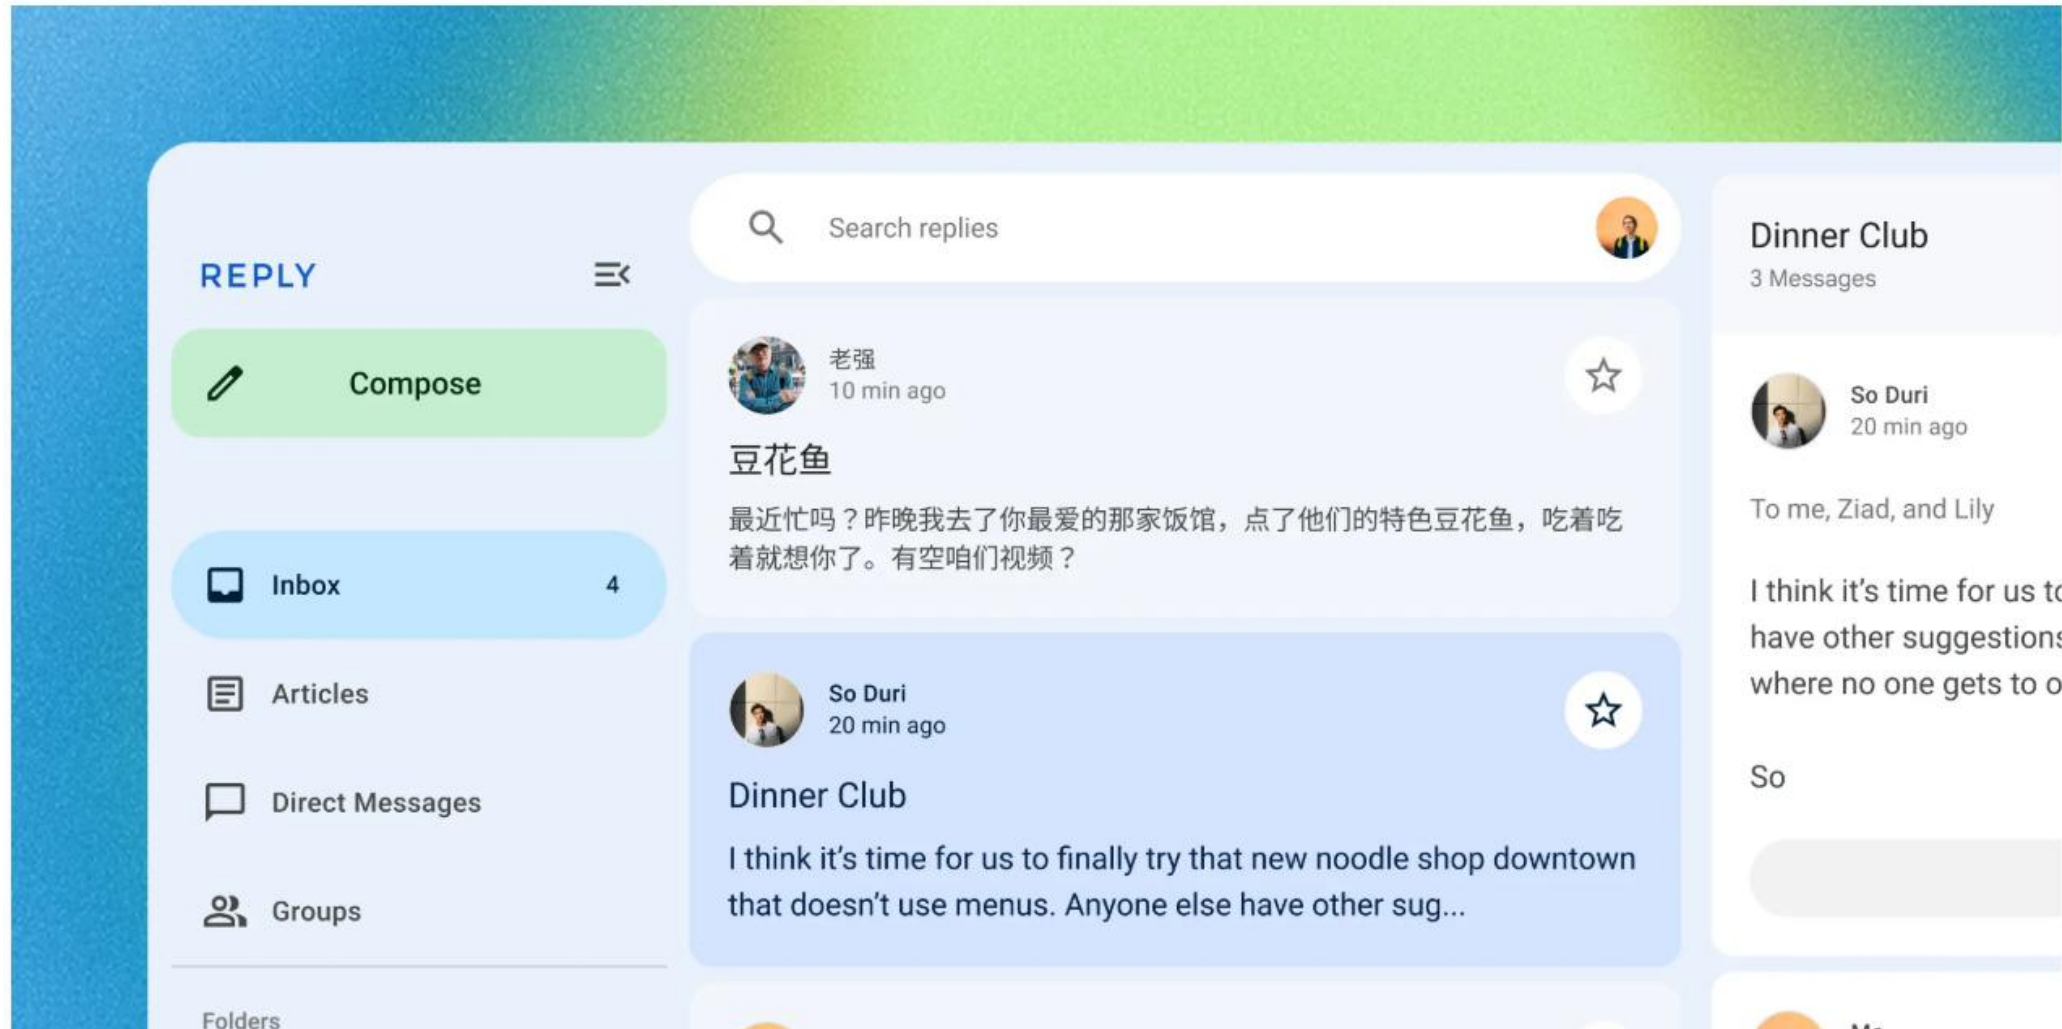 REPLY
Compose
Inbox
4
Articles
Direct Messages
Groups
Folders
Search replies
老强
10 min ago
豆花鱼
最近忙吗？昨晚我去了你最爱的那家饭馆，点了他们的特色豆花鱼，吃着吃
着就想你了。有空咱们视频？
So Duri
20 min ago
Dinner Club
I think it’s time for us to finally try that new noodle shop downtown
that doesn’t use menus. Anyone else have other sug...
Dinner Club
3 Messages
So Duri
20 min ago
To me, Ziad, and Lily
I think it’s time for us to
have other suggestions
where no one gets to o
So